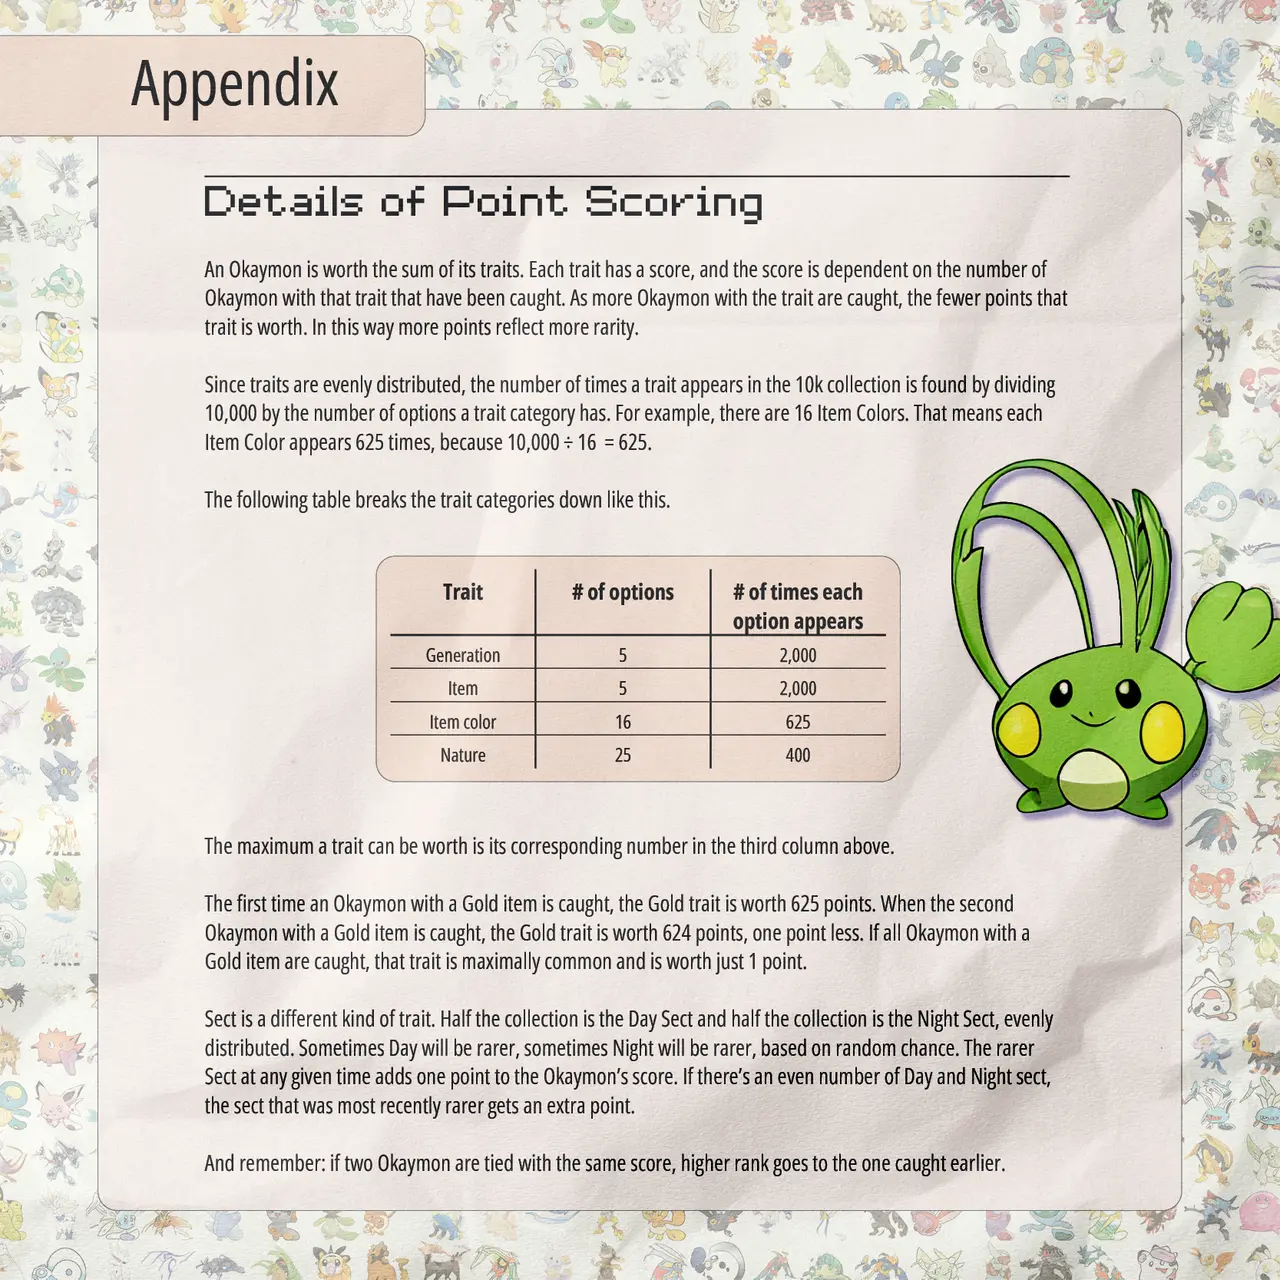 Appendix
Details of Point Scoring
An Okaymon is worth the sum of its traits. Each trait has a score, and the score is dependent on the number of
Okaymon with that trait that have been caught. As more Okaymon with the trait are caught, the fewer points that
trait is worth. In this way more points reflect more rarity.
Since traits are evenly distributed, the number of times a trait appears in the 10k collection is found by dividing
10,000 by the number of options a trait category has. For example, there are 16 Item Colors. That means each
Item Color appears 625 times, because 10,000 ÷ 16 = 625.
The following table breaks the trait categories down like this.
Trait # of options # of times each
option appears
Generation 5 2,000
Item 5 2,000
Item color 16 625
Nature 25 400
The maximum a trait can be worth is its corresponding number in the third column above.
The first time an Okaymon with a Gold item is caught, the Gold trait is worth 625 points. When the second
Okaymon with a Gold item is caught, the Gold trait is worth 624 points, one point less. If all Okaymon with a
Gold item are caught, that trait is maximally common and is worth just 1 point.
Sect is a different kind of trait. Half the collection is the Day Sect and half the collection is the Night Sect, evenly
distributed. Sometimes Day will be rarer, sometimes Night will be rarer, based on random chance. The rarer
Sect at any given time adds one point to the Okaymon’s score. If there’s an even number of Day and Night sect,
the sect that was most recently rarer gets an extra point.
And remember: if two Okaymon are tied with the same score, higher rank goes to the one caught earlier.